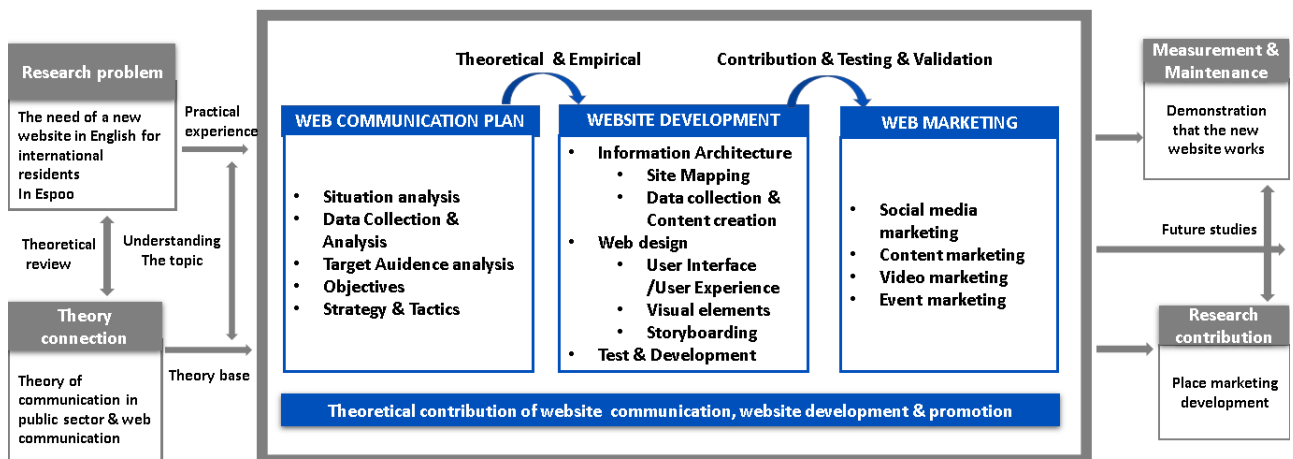 Research problem
The need of a new
website in English for
international
residents
In Espoo
Practical
experience
Theoretical
review
Understanding
The topic
Theory
connection
Theory of
communication in
public sector & web
communication
Theory base
Theoretical & Empirical
Contribution & Testing & Validation
WEB COMMUNICATION PLAN
• Situation analysis
• Data Collection &
Analysis
• Target Auidence analysis
• Objectives
• Strategy & Tactics
WEBSITE DEVELOPMENT
• Information Architecture
• Site Mapping
• Data collection &
Content creation
• Web design
• User Interface
/User Experience
• Visual elements
• Storyboarding
• Test & Development
WEB MARKETING
• Social media
marketing
• Content marketing
• Video marketing
• Event marketing
Theoretical contribution of website communication, website development & promotion
Measurement &
Maintenance
Demonstration
that the new
website works
Future studies
Research
contribution
Place marketing
development